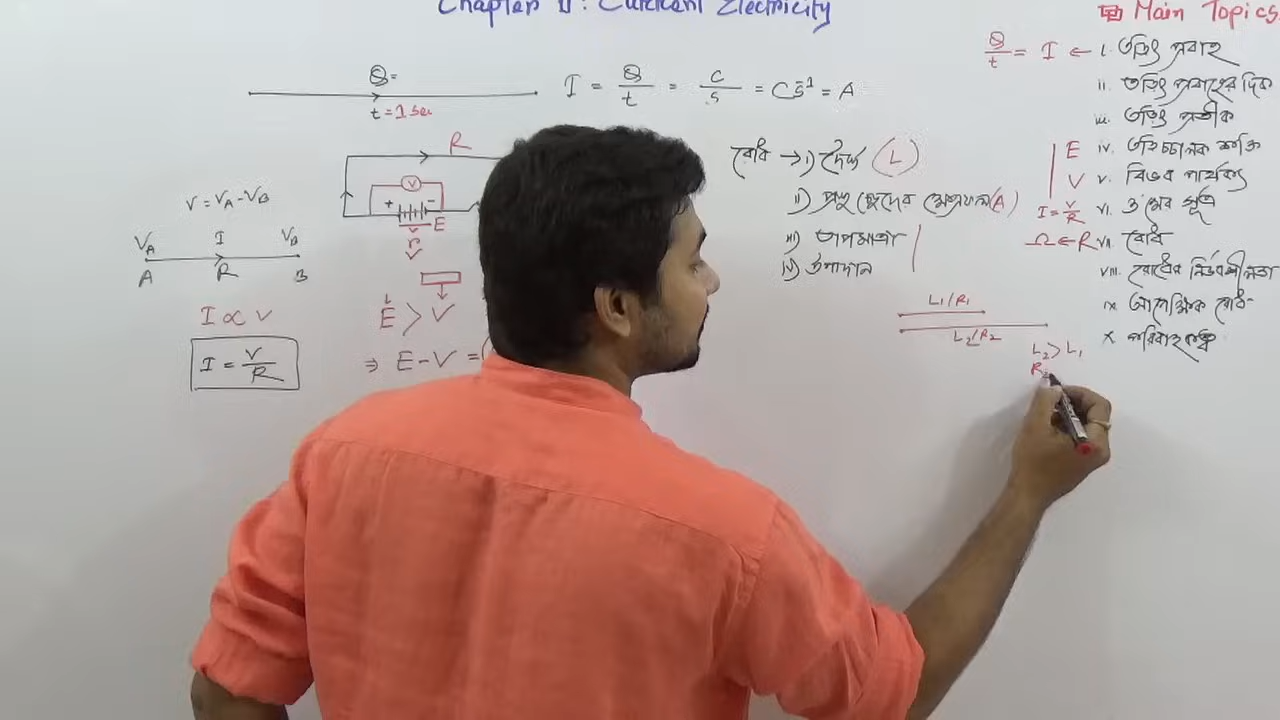 Chapter 11: Current Electricity
Main Topics
Q/t = I ← i. তড়িৎ প্রবাহ
ii. তড়িৎ প্রবাহের দিক
iii. তড়িৎ প্রতীক
E iv. তড়িচ্চালক শক্তি
V v. বিভব পার্থক্য
I = V/R vi. ও'মের সূত্র
Ω ← R vii. রোধ
viii. রোধের নির্ভরশীলতা
ix. আপেক্ষিক রোধ
x. পরিবাহকত্ব
Q=
t = 1 sec
I = Q/t = C/S = CS⁻¹ = A
R
V
+ −
E
r
V = VA - VB
VA I VB
A R B
I ∝ V
I = V/R
E > V
⇒ E - V =
রোধ → i) দৈর্ঘ্য (L)
ii) প্রস্থচ্ছেদের ক্ষেত্রফল (A)
iii) তাপমাত্রা
iv) উপাদান
L1/R1
L2/R2
L2 > L1
R